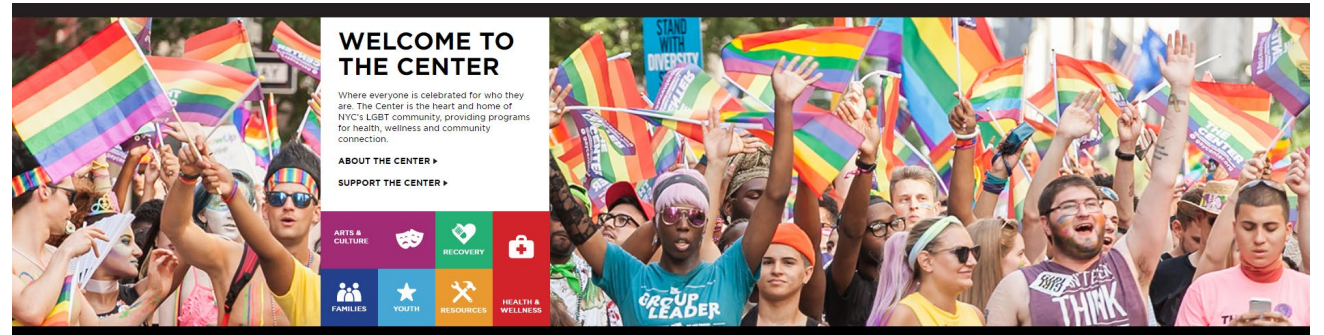 WELCOME TO
THE CENTER
Where everyone is celebrated for who they
are. The Center is the heart and home of
NYC's LGBT community, providing programs
for health, wellness and community
connection.
ABOUT THE CENTER
SUPPORT THE CENTER
ARTS &
CULTURE
RECOVERY
FAMILIES
YOUTH
RESOURCES
HEALTH &
WELLNESS
STAND
WITH
DIVERSITY
THE
CENTER
GROUP
LEADER
THINK